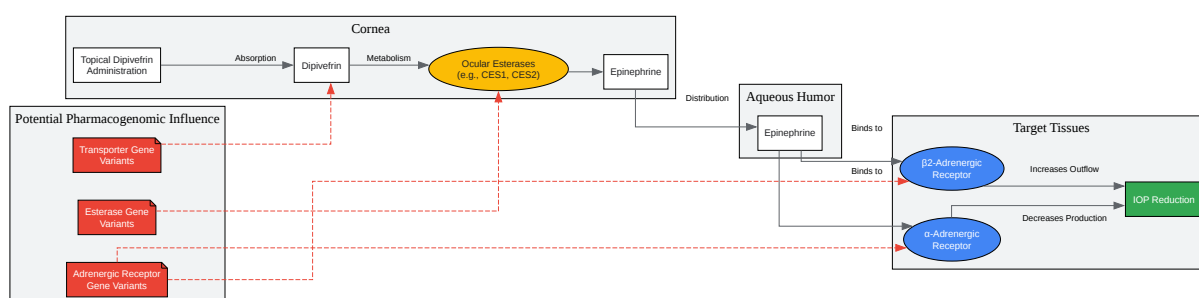 Cornea
Topical Dipivefrin
Administration
Absorption
Dipivefrin
Metabolism
Ocular Esterases
(e.g., CES1, CES2)
Epinephrine
Distribution
Aqueous Humor
Epinephrine
Binds to
Binds to
Target Tissues
β2-Adrenergic
Receptor
Increases Outflow
α-Adrenergic
Receptor
Decreases Production
IOP Reduction
Potential Pharmacogenomic Influence
Transporter Gene
Variants
Esterase Gene
Variants
Adrenergic Receptor
Gene Variants